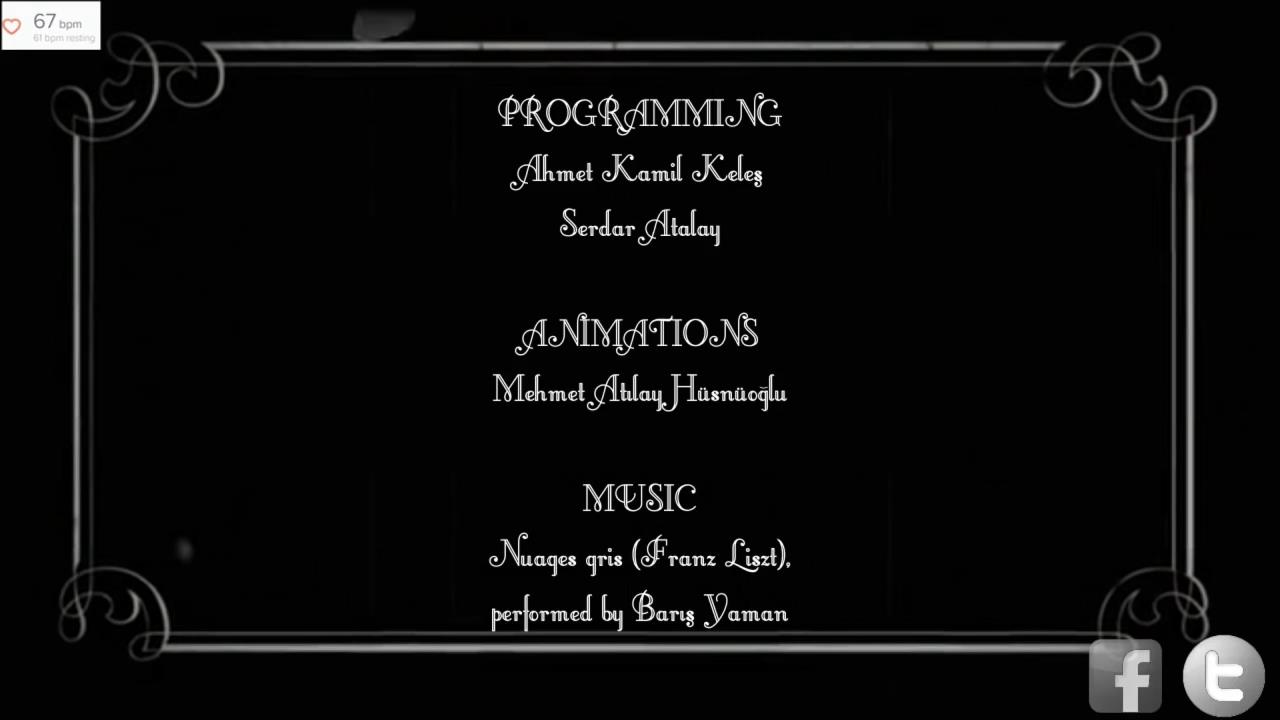 67 bpm
61 bpm resting
PROGRAMMING
Ahmet Kamil Keleş
Serdar Atalay
ANIMATIONS
Mehmet Atılay Hüsnüoğlu
MUSIC
Nuages gris (Franz Liszt),
performed by Barış Yaman